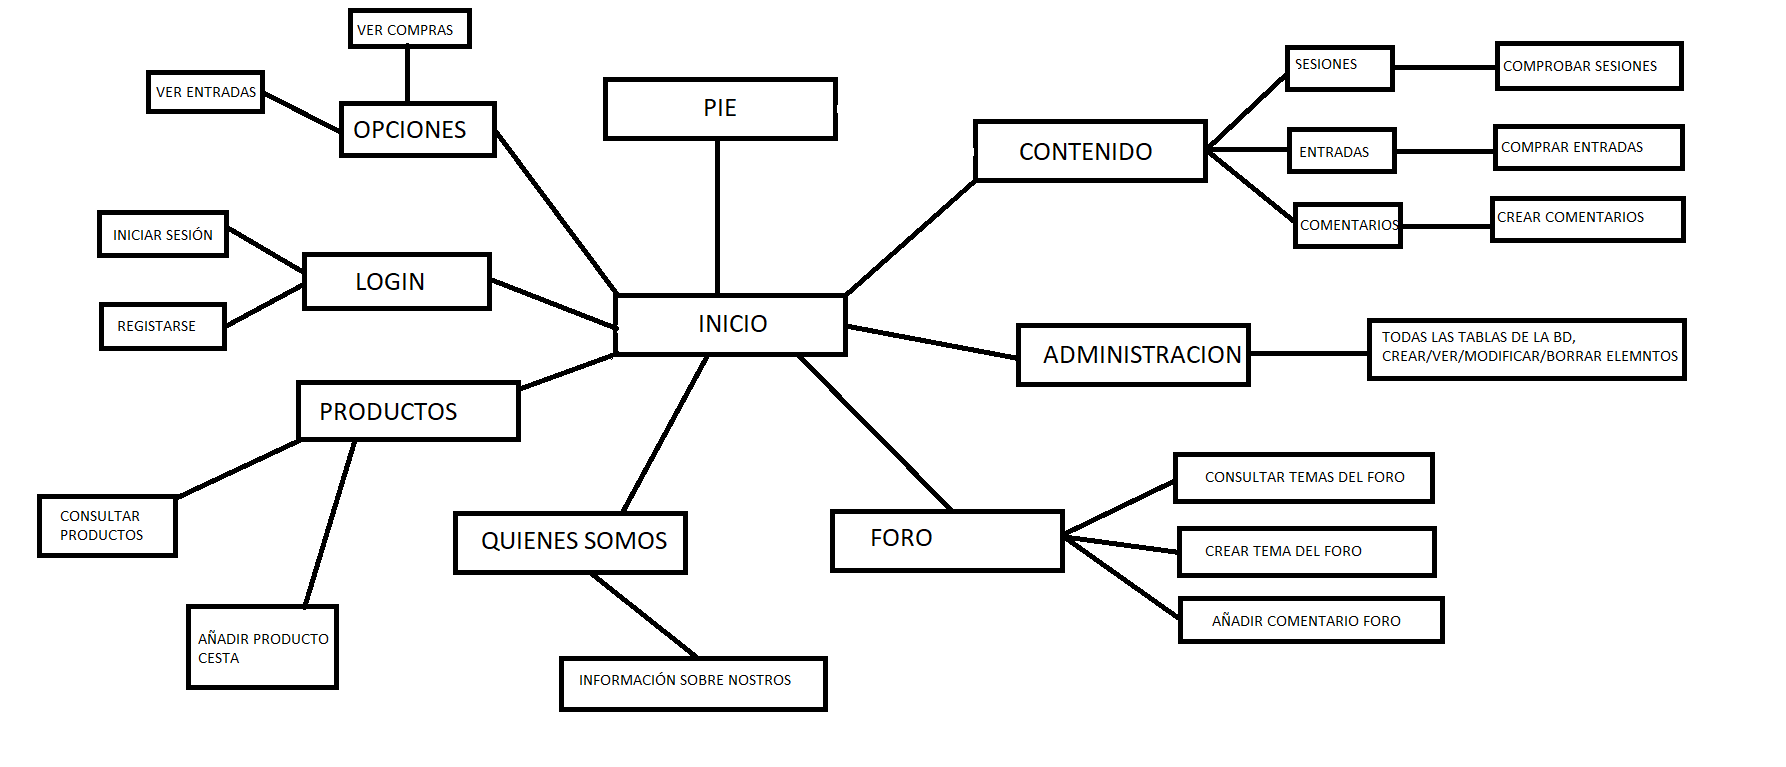 VER COMPRAS
VER ENTRADAS
OPCIONES
PIE
CONTENIDO
SESIONES
COMPROBAR SESIONES
ENTRADAS
COMPRAR ENTRADAS
COMENTARIOS
CREAR COMENTARIOS
INICIAR SESIÓN
LOGIN
REGISTARSE
INICIO
ADMINISTRACION
TODAS LAS TABLAS DE LA BD,
CREAR/VER/MODIFICAR/BORRAR ELEMNTOS
PRODUCTOS
CONSULTAR
PRODUCTOS
AÑADIR PRODUCTO
CESTA
QUIENES SOMOS
INFORMACIÓN SOBRE NOSTROS
FORO
CONSULTAR TEMAS DEL FORO
CREAR TEMA DEL FORO
AÑADIR COMENTARIO FORO